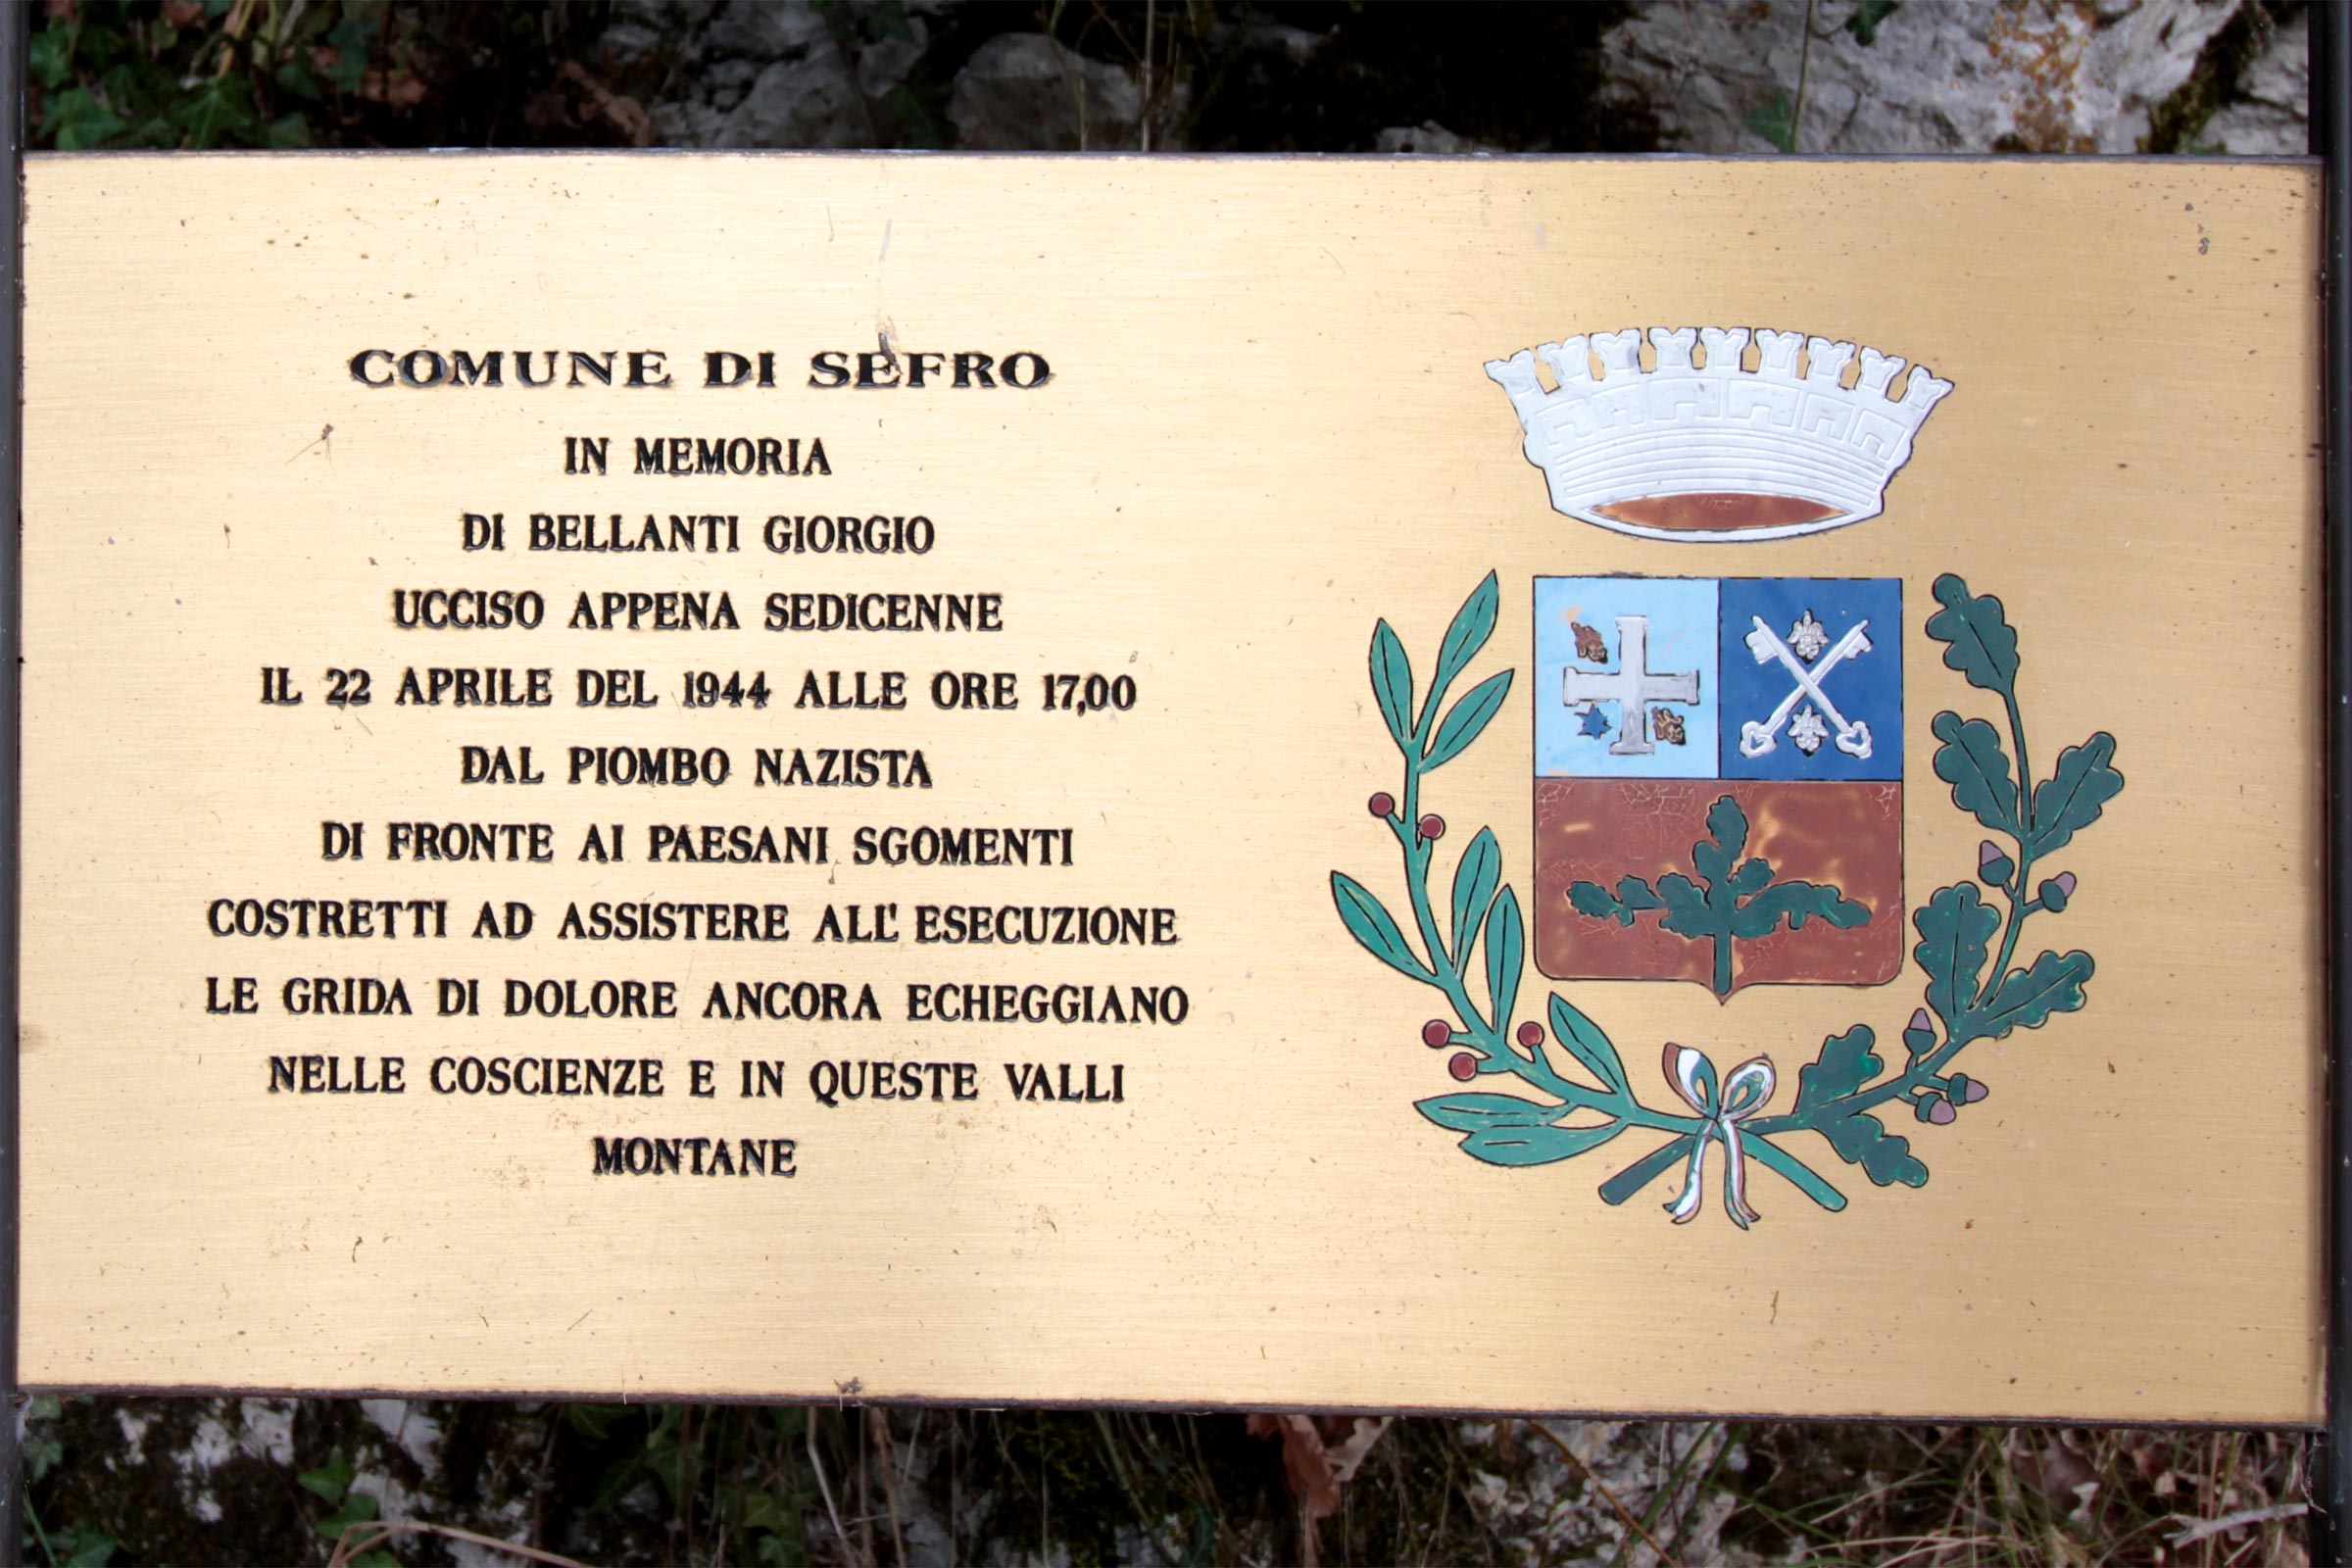 COMUNE DI SEFRO
IN MEMORIA
DI BELLANTI GIORGIO
UCCISO APPENA SEDICENNE
IL 22 APRILE DEL 1944 ALLE ORE 17,00
DAL PIOMBO NAZISTA
DI FRONTE AI PAESANI SGOMENTI
COSTRETTI AD ASSISTERE ALL' ESECUZIONE
LE GRIDA DI DOLORE ANCORA ECHEGGIANO
NELLE COSCIENZE E IN QUESTE VALLI
MONTANE